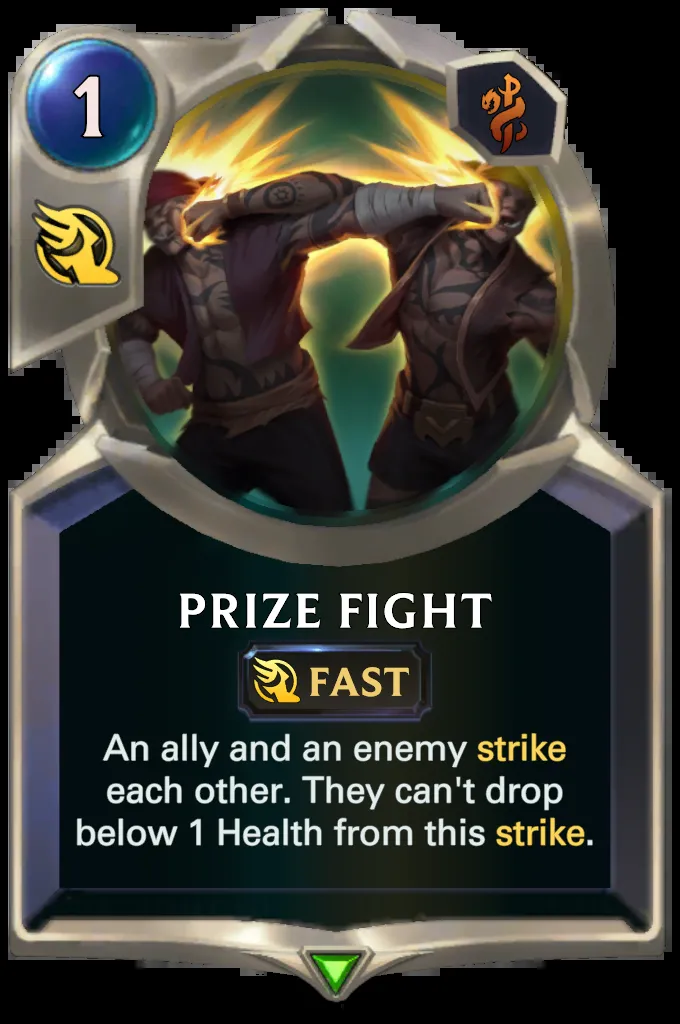 1
PRIZE FIGHT
FAST
An ally and an enemy strike
each other. They can't drop
below 1 Health from this strike.